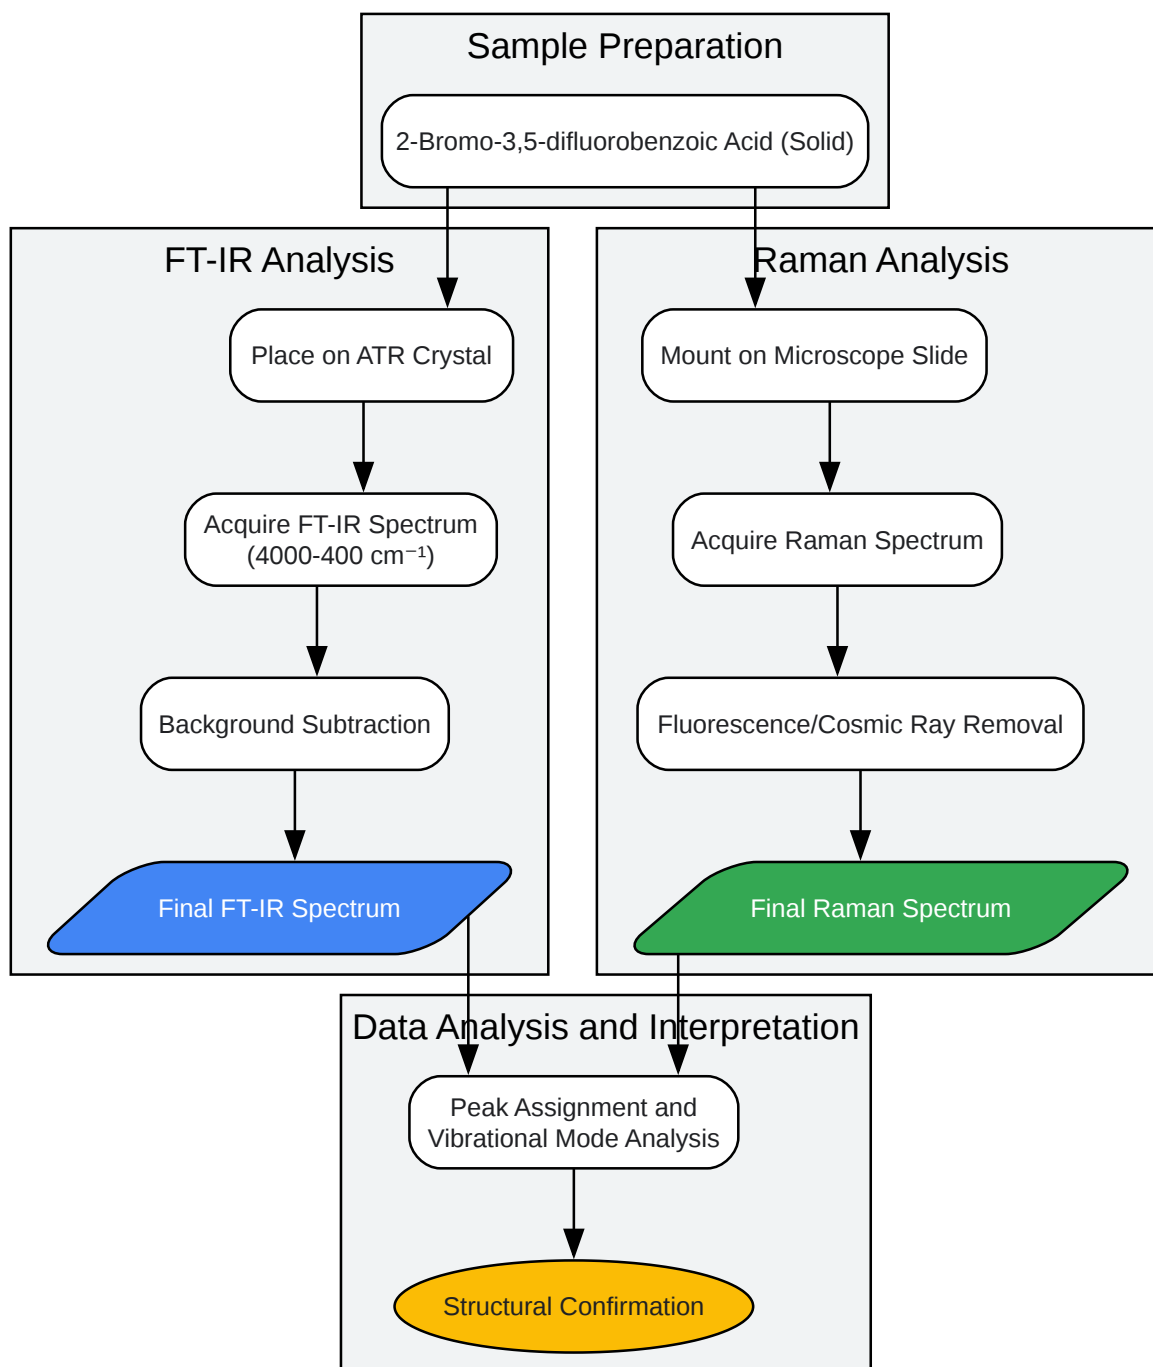 Sample Preparation
2-Bromo-3,5-difluorobenzoic Acid (Solid)
FT-IR Analysis
Place on ATR Crystal
Acquire FT-IR Spectrum
(4000-400 cm⁻¹)
Background Subtraction
Final FT-IR Spectrum
Raman Analysis
Mount on Microscope Slide
Acquire Raman Spectrum
Fluorescence/Cosmic Ray Removal
Final Raman Spectrum
Data Analysis and Interpretation
Peak Assignment and
Vibrational Mode Analysis
Structural Confirmation